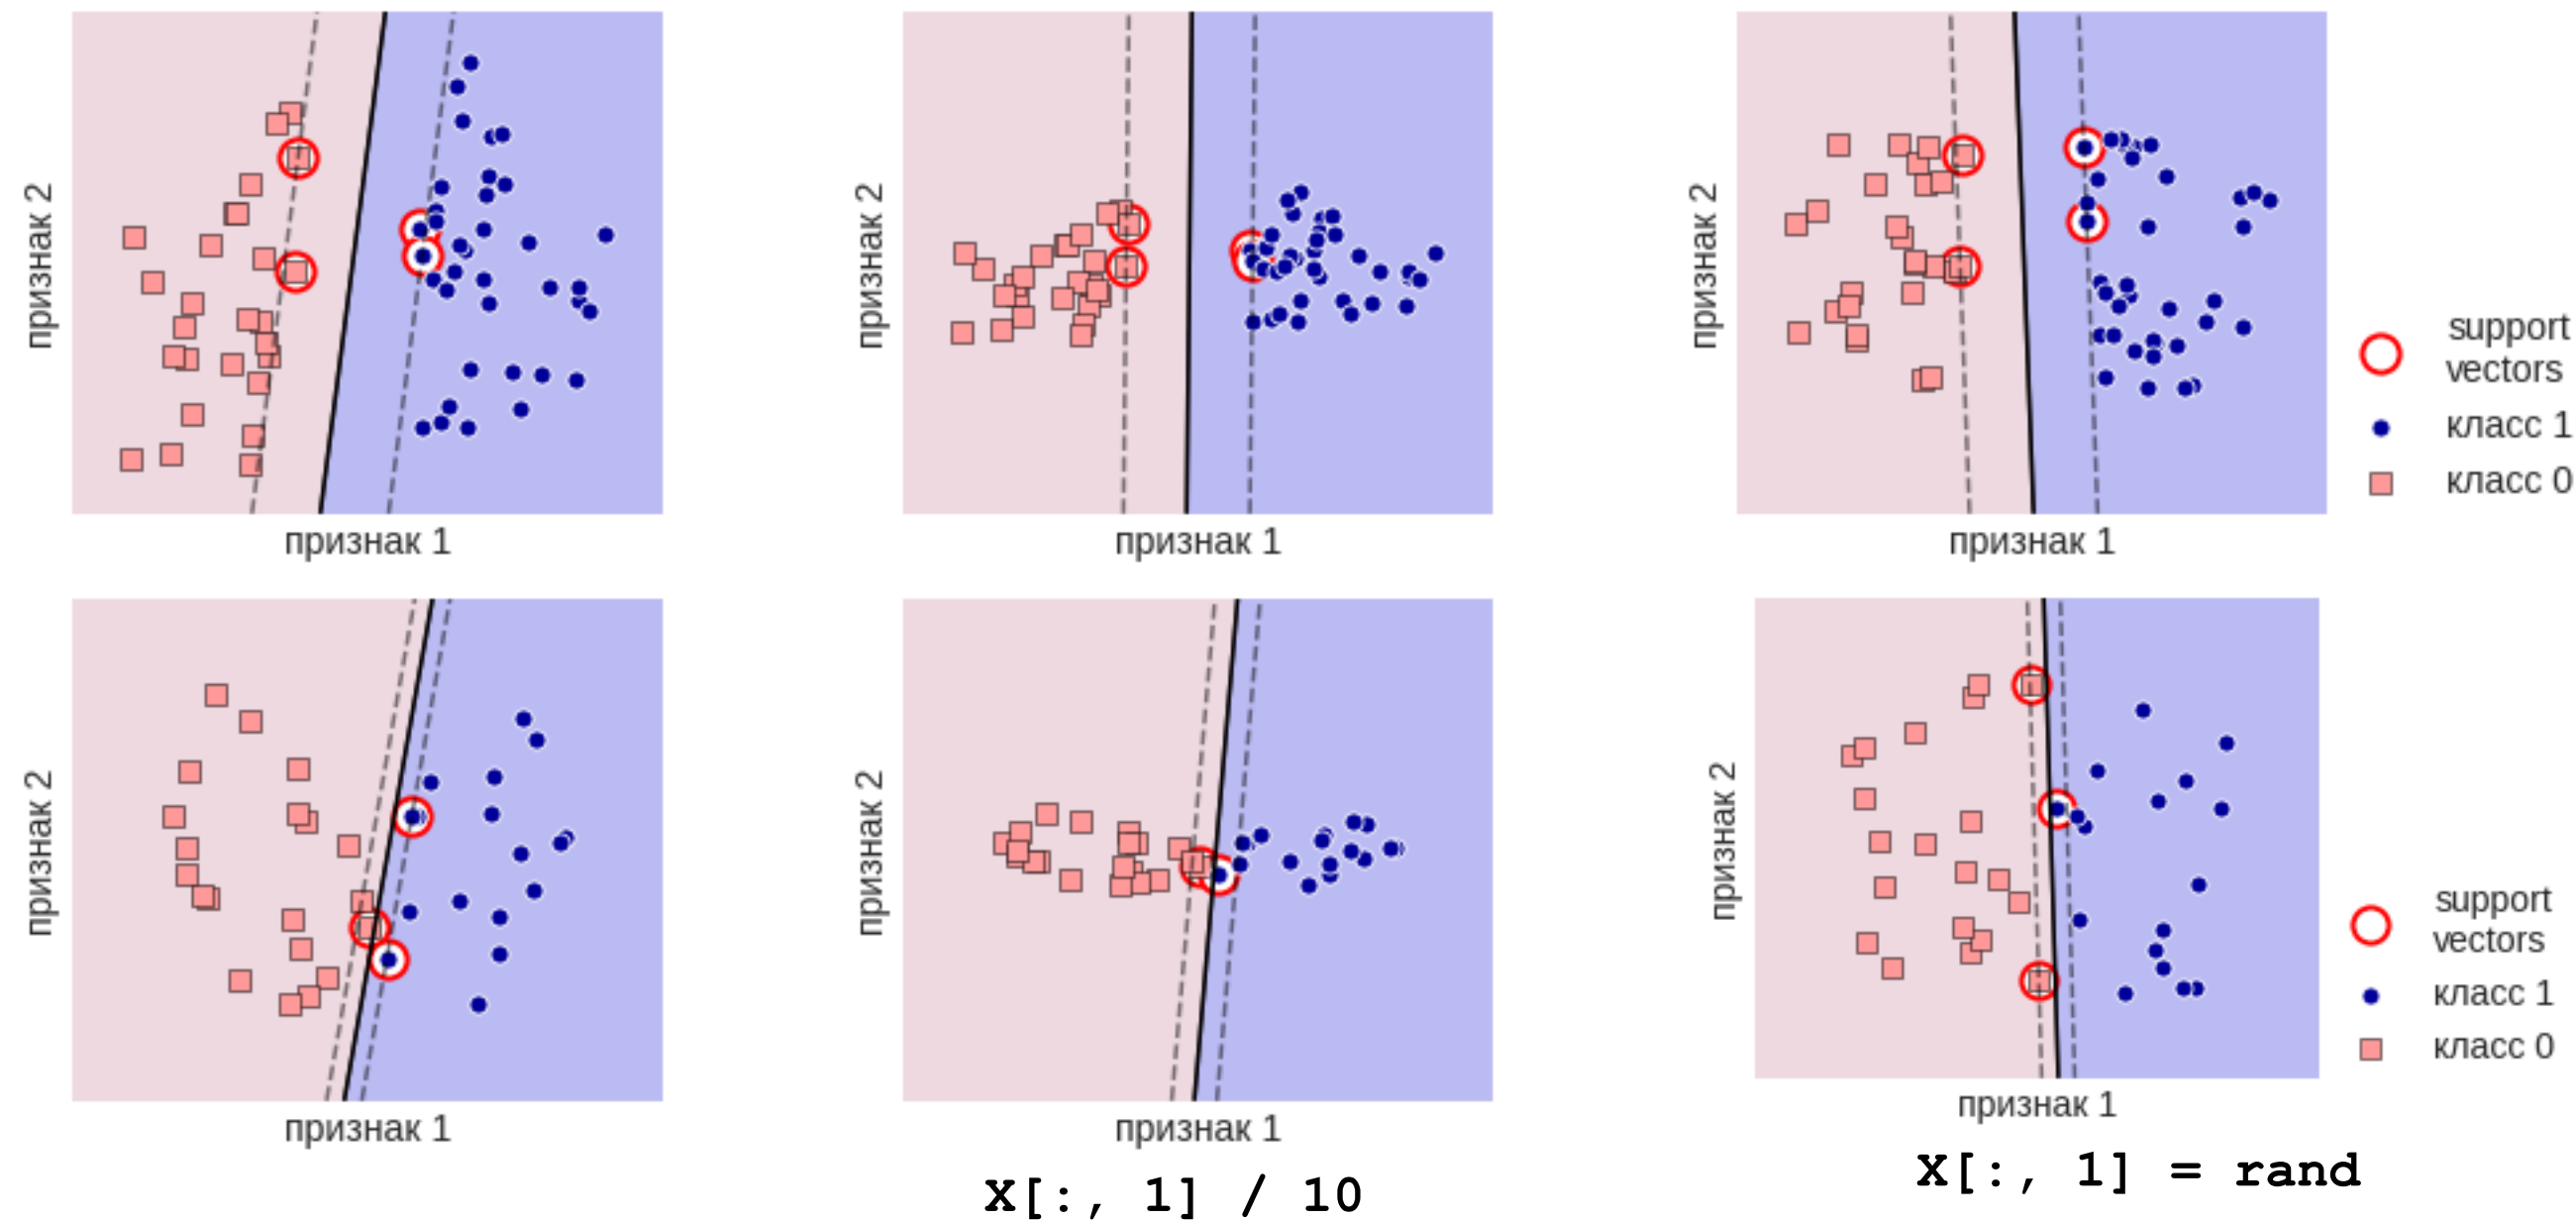 признак 2
признак 1
признак 2
признак 1
признак 2
признак 1
support
vectors
класс 1
класс 0
признак 2
признак 1
признак 2
признак 1
признак 2
признак 1
support
vectors
класс 1
класс 0
X[:, 1] / 10
X[:, 1] = rand